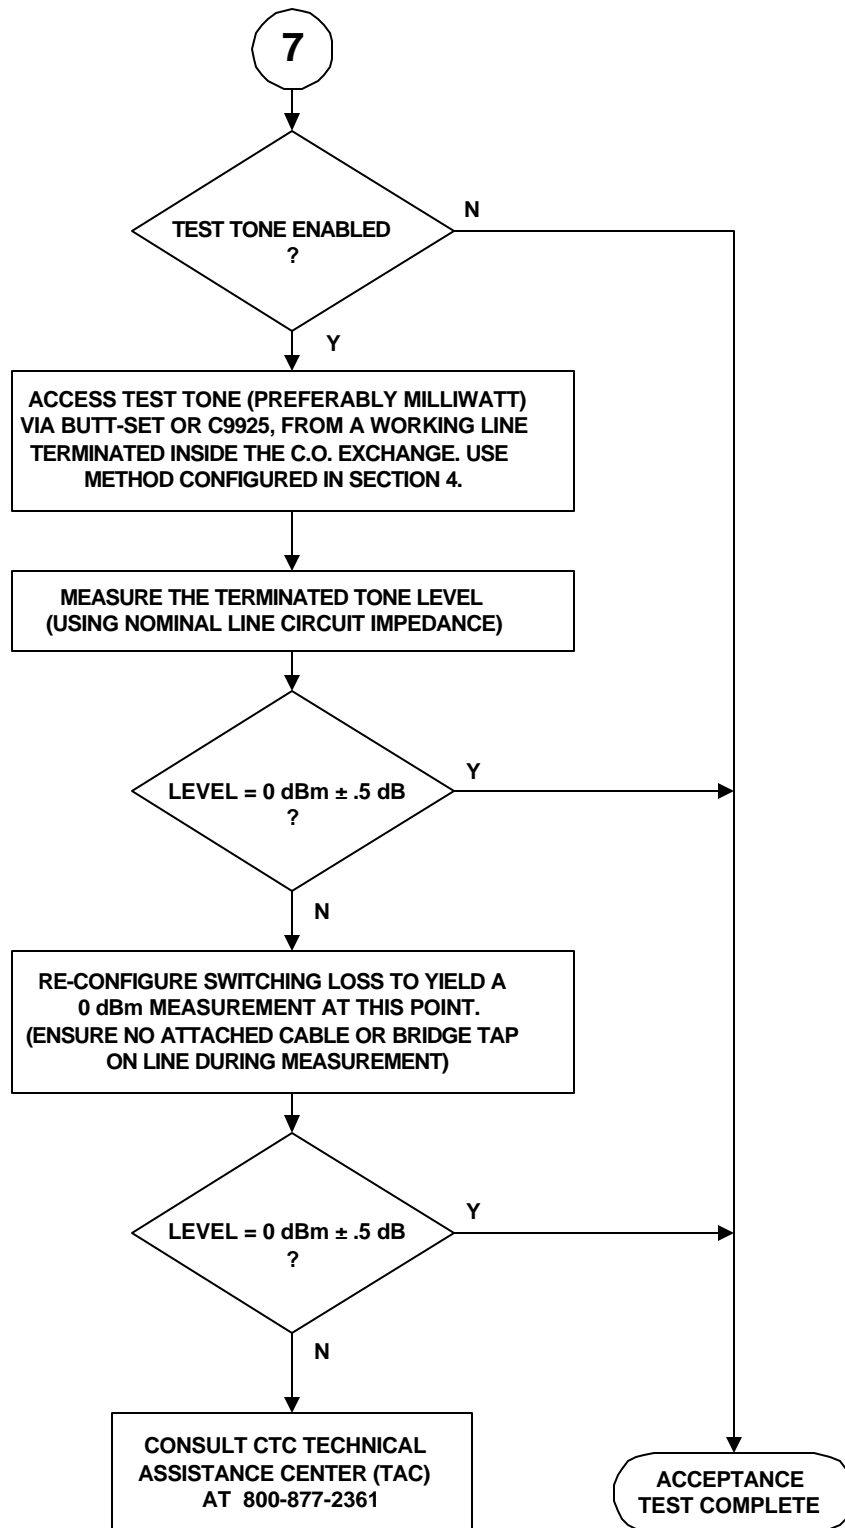 7
TEST TONE ENABLED
?
N
Y
ACCESS TEST TONE (PREFERABLY MILLIWATT)
VIA BUTT-SET OR C9925, FROM A WORKING LINE
TERMINATED INSIDE THE C.O. EXCHANGE. USE
METHOD CONFIGURED IN SECTION 4.
MEASURE THE TERMINATED TONE LEVEL
(USING NOMINAL LINE CIRCUIT IMPEDANCE)
LEVEL = 0 dBm ± .5 dB
?
Y
N
RE-CONFIGURE SWITCHING LOSS TO YIELD A
0 dBm MEASUREMENT AT THIS POINT.
(ENSURE NO ATTACHED CABLE OR BRIDGE TAP
ON LINE DURING MEASUREMENT)
LEVEL = 0 dBm ± .5 dB
?
Y
N
CONSULT CTC TECHNICAL
ASSISTANCE CENTER (TAC)
AT 800-877-2361
ACCEPTANCE
TEST COMPLETE